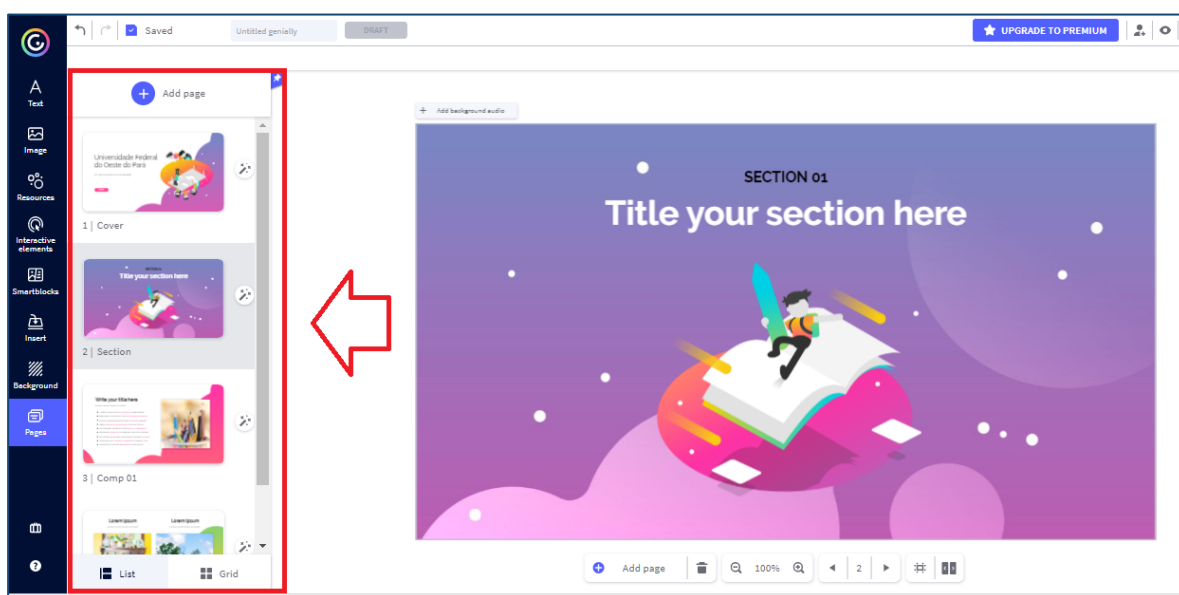 Saved
Untitled genially
DRAFT
UPGRADE TO PREMIUM
Text
Image
Resources
Interactive
elements
Smartblocks
Insert
Background
Pages
Add page
Universidade Federal
do Oeste do Pará
1 | Cover
Title your section here
2 | Section
Write your title here
3 | Comp 01
Lorem Ipsum
Lorem Ipsum
List
Grid
Add background audio
SECTION 01
Title your section here
Add page
100%
2